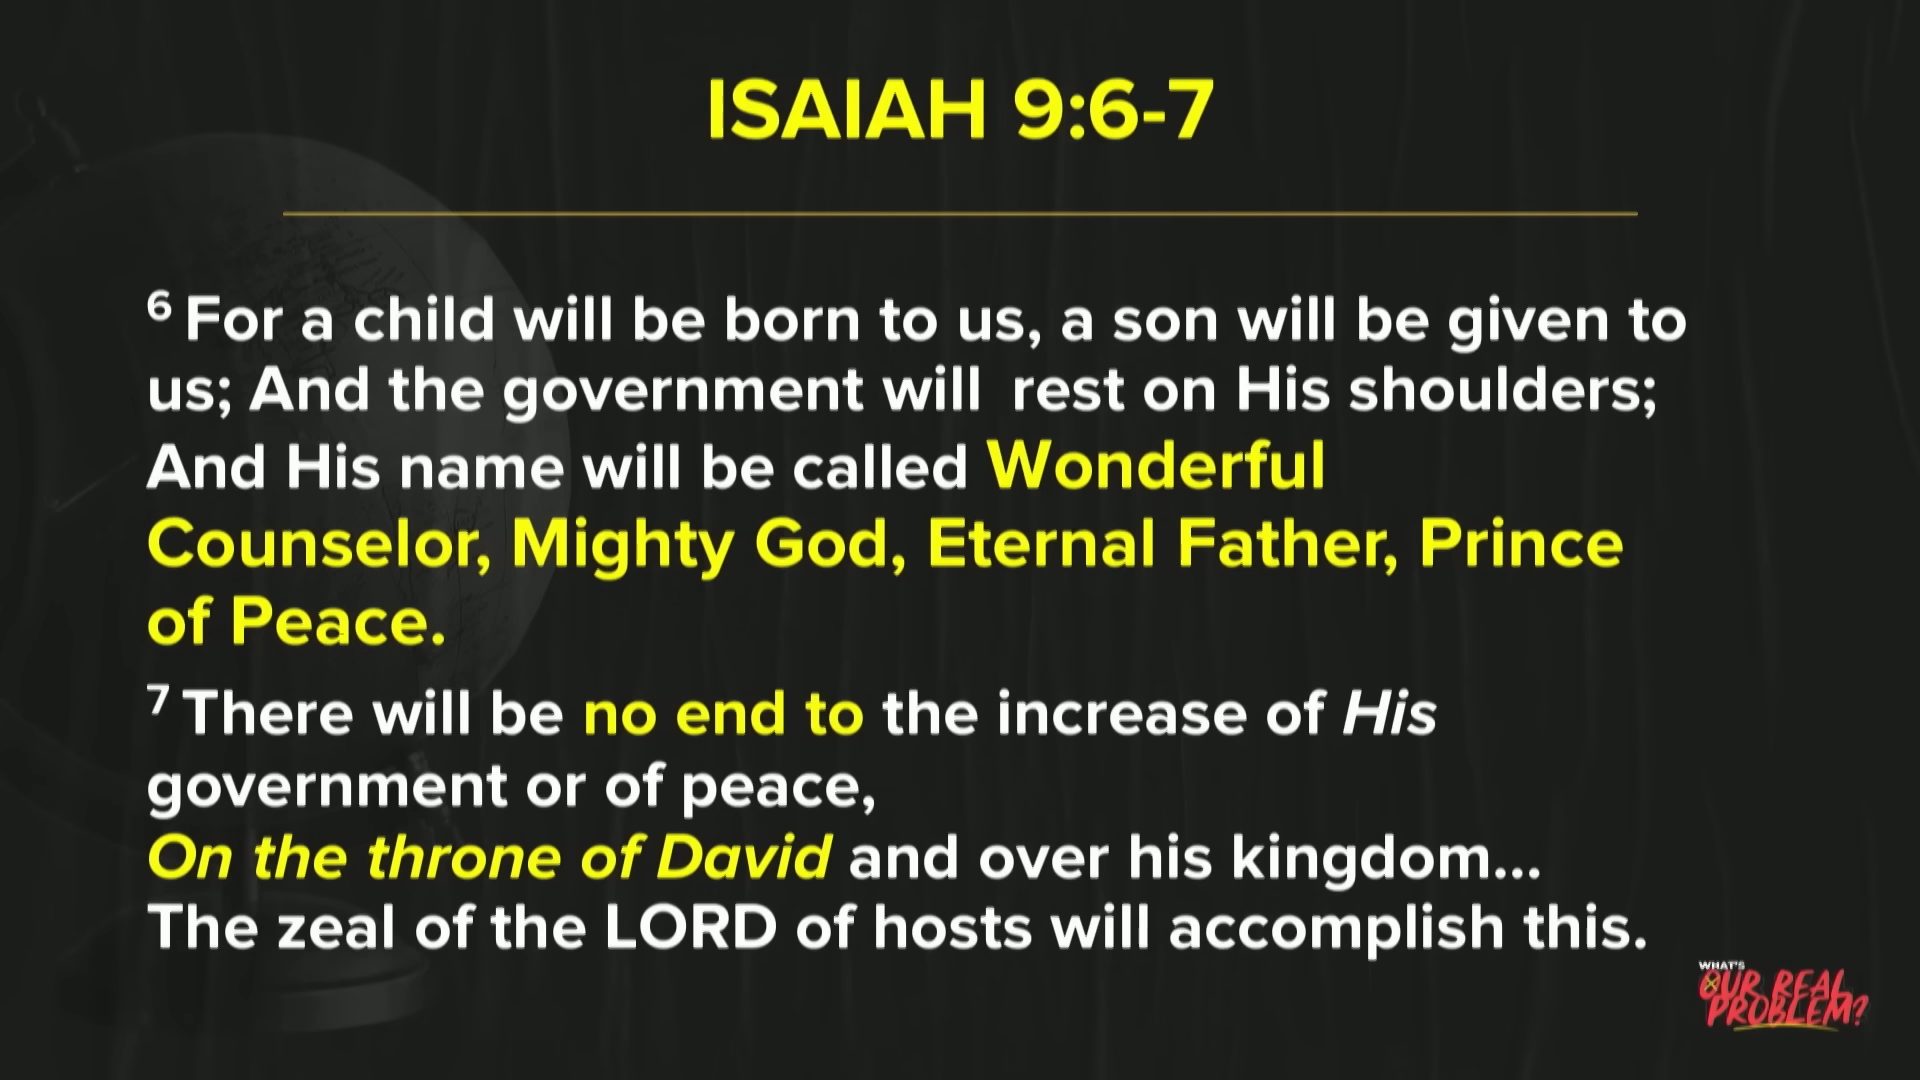 ISAIAH 9:6-7
6 For a child will be born to us, a son will be given to
us; And the government will rest on His shoulders;
And His name will be called Wonderful
Counselor, Mighty God, Eternal Father, Prince
of Peace.
7 There will be no end to the increase of His
government or of peace,
On the throne of David and over his kingdom...
The zeal of the LORD of hosts will accomplish this.
WHAT'S
OUR REAL
PROBLEM?